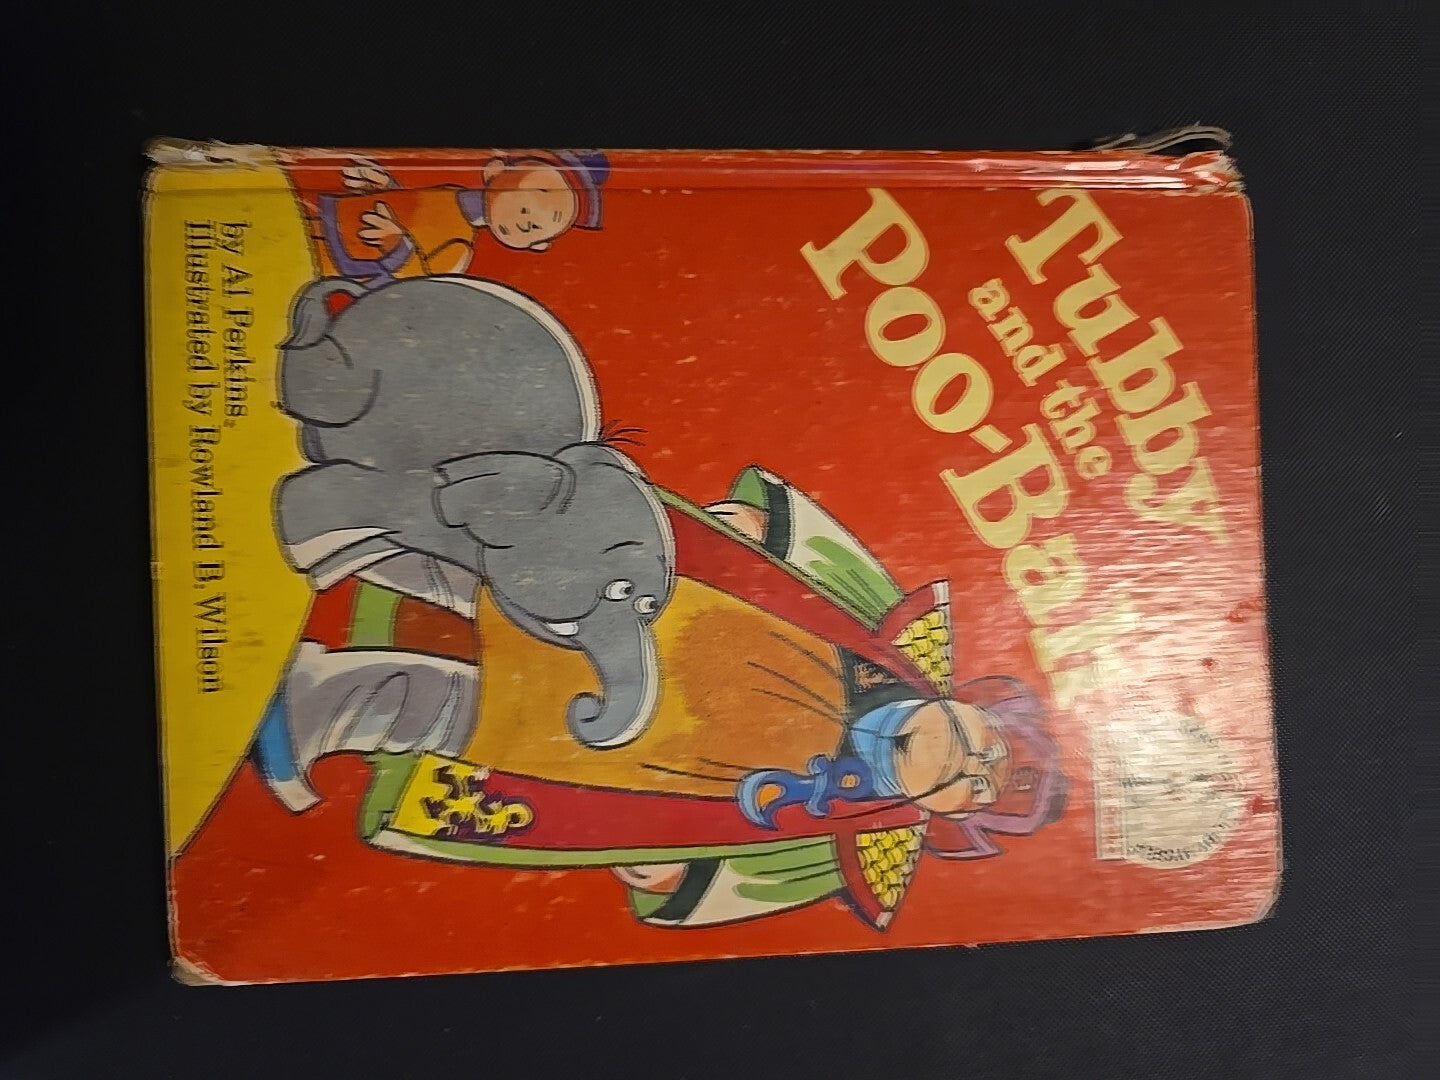 Tubby
and the
Poo-Bah
by Al Perkins,
Illustrated by Rowland B. Wilson